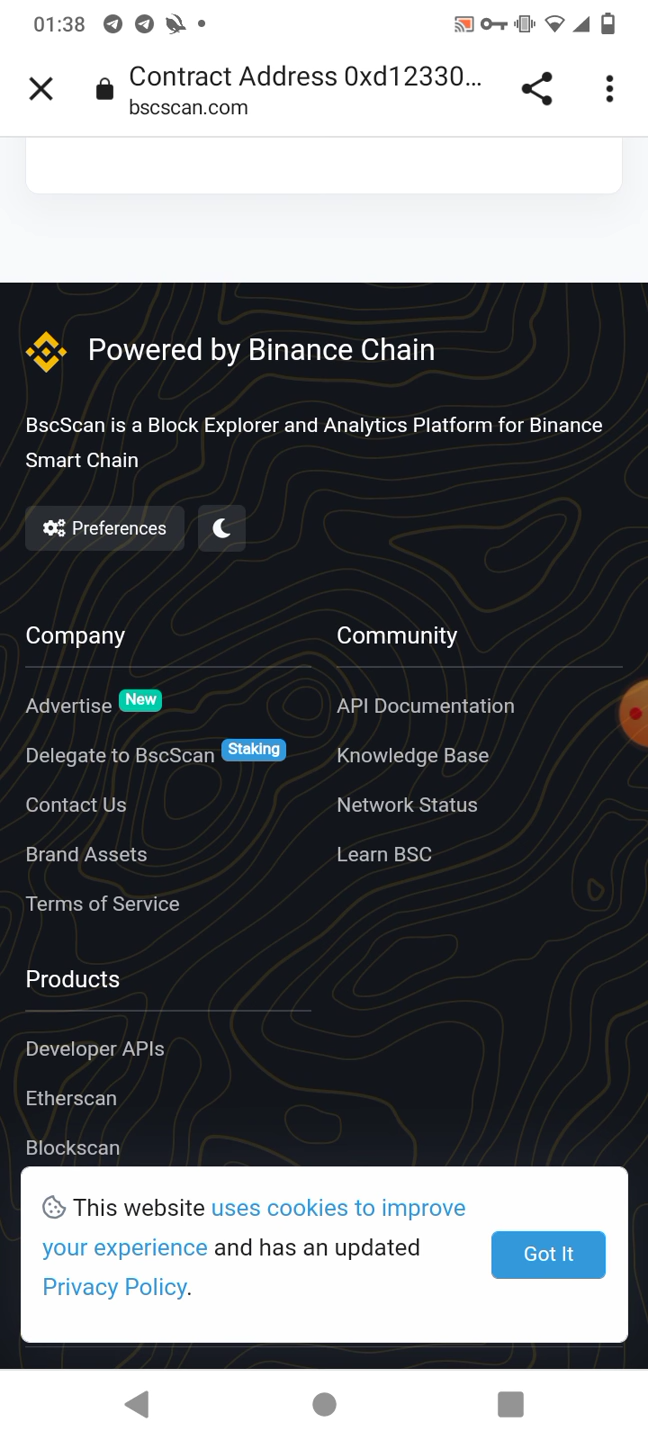 01:38
Contract Address 0xd12330...
bscscan.com
Powered by Binance Chain
BscScan is a Block Explorer and Analytics Platform for Binance
Smart Chain
Preferences
Company
Advertise New
Delegate to BscScan Staking
Contact Us
Brand Assets
Terms of Service
Community
API Documentation
Knowledge Base
Network Status
Learn BSC
Products
Developer APIs
Etherscan
Blockscan
This website uses cookies to improve
your experience and has an updated
Privacy Policy.
Got It